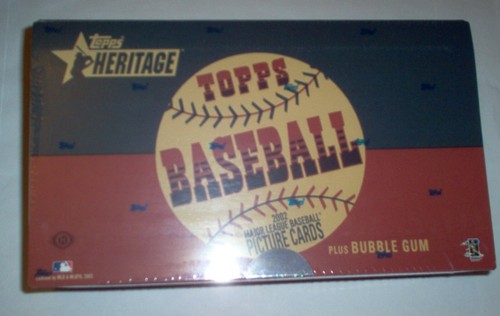 Topps
HERITAGE
TOPPS
BASEBALL
2002
MAJOR LEAGUE BASEBALL
PICTURE CARDS
PLUS BUBBLE GUM